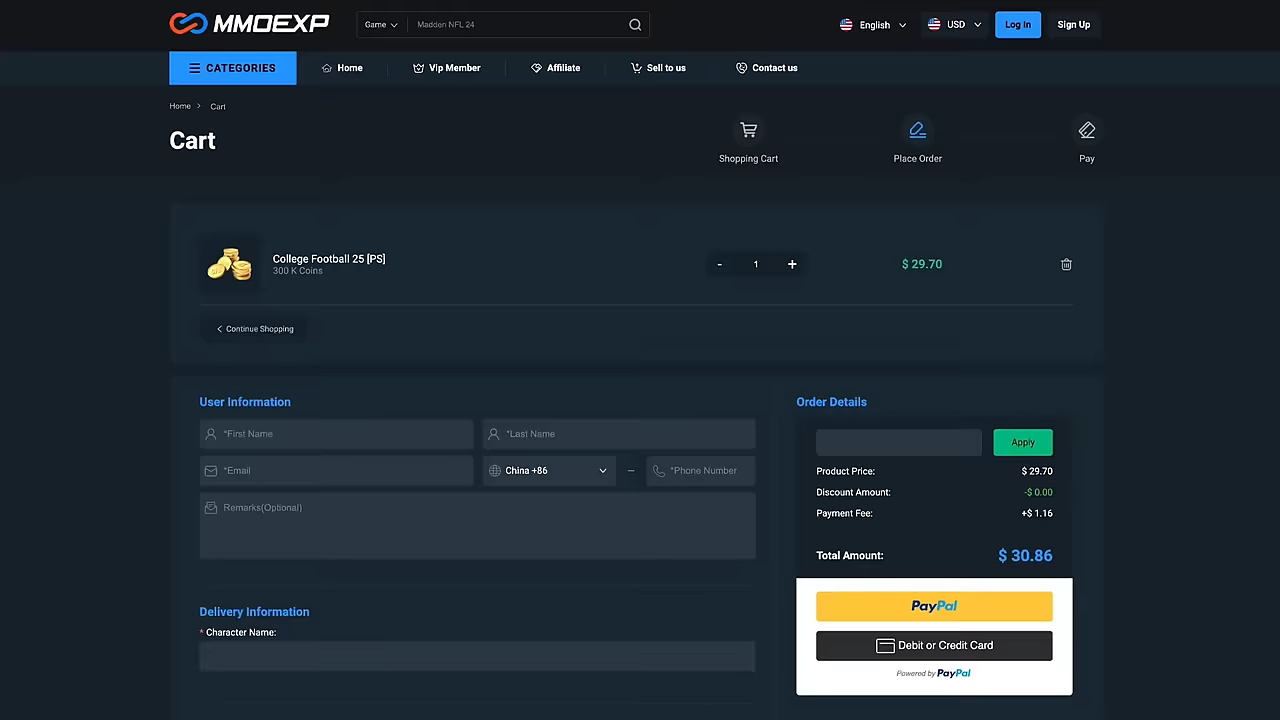 MMOEXP
Game
Madden NFL 24
English
USD
Log In
Sign Up
CATEGORIES
Home
Vip Member
Affiliate
Sell to us
Contact us
Home > Cart
Cart
Shopping Cart
Place Order
Pay
College Football 25 [PS]
300 K Coins
- 1 +
$ 29.70
< Continue Shopping
User Information
*First Name
*Last Name
*Email
China +86
–
*Phone Number
Remarks(Optional)
Delivery Information
* Character Name:
Order Details
Apply
Product Price: $ 29.70
Discount Amount: -$ 0.00
Payment Fee: +$ 1.16
Total Amount: $ 30.86
PayPal
Debit or Credit Card
Powered by PayPal